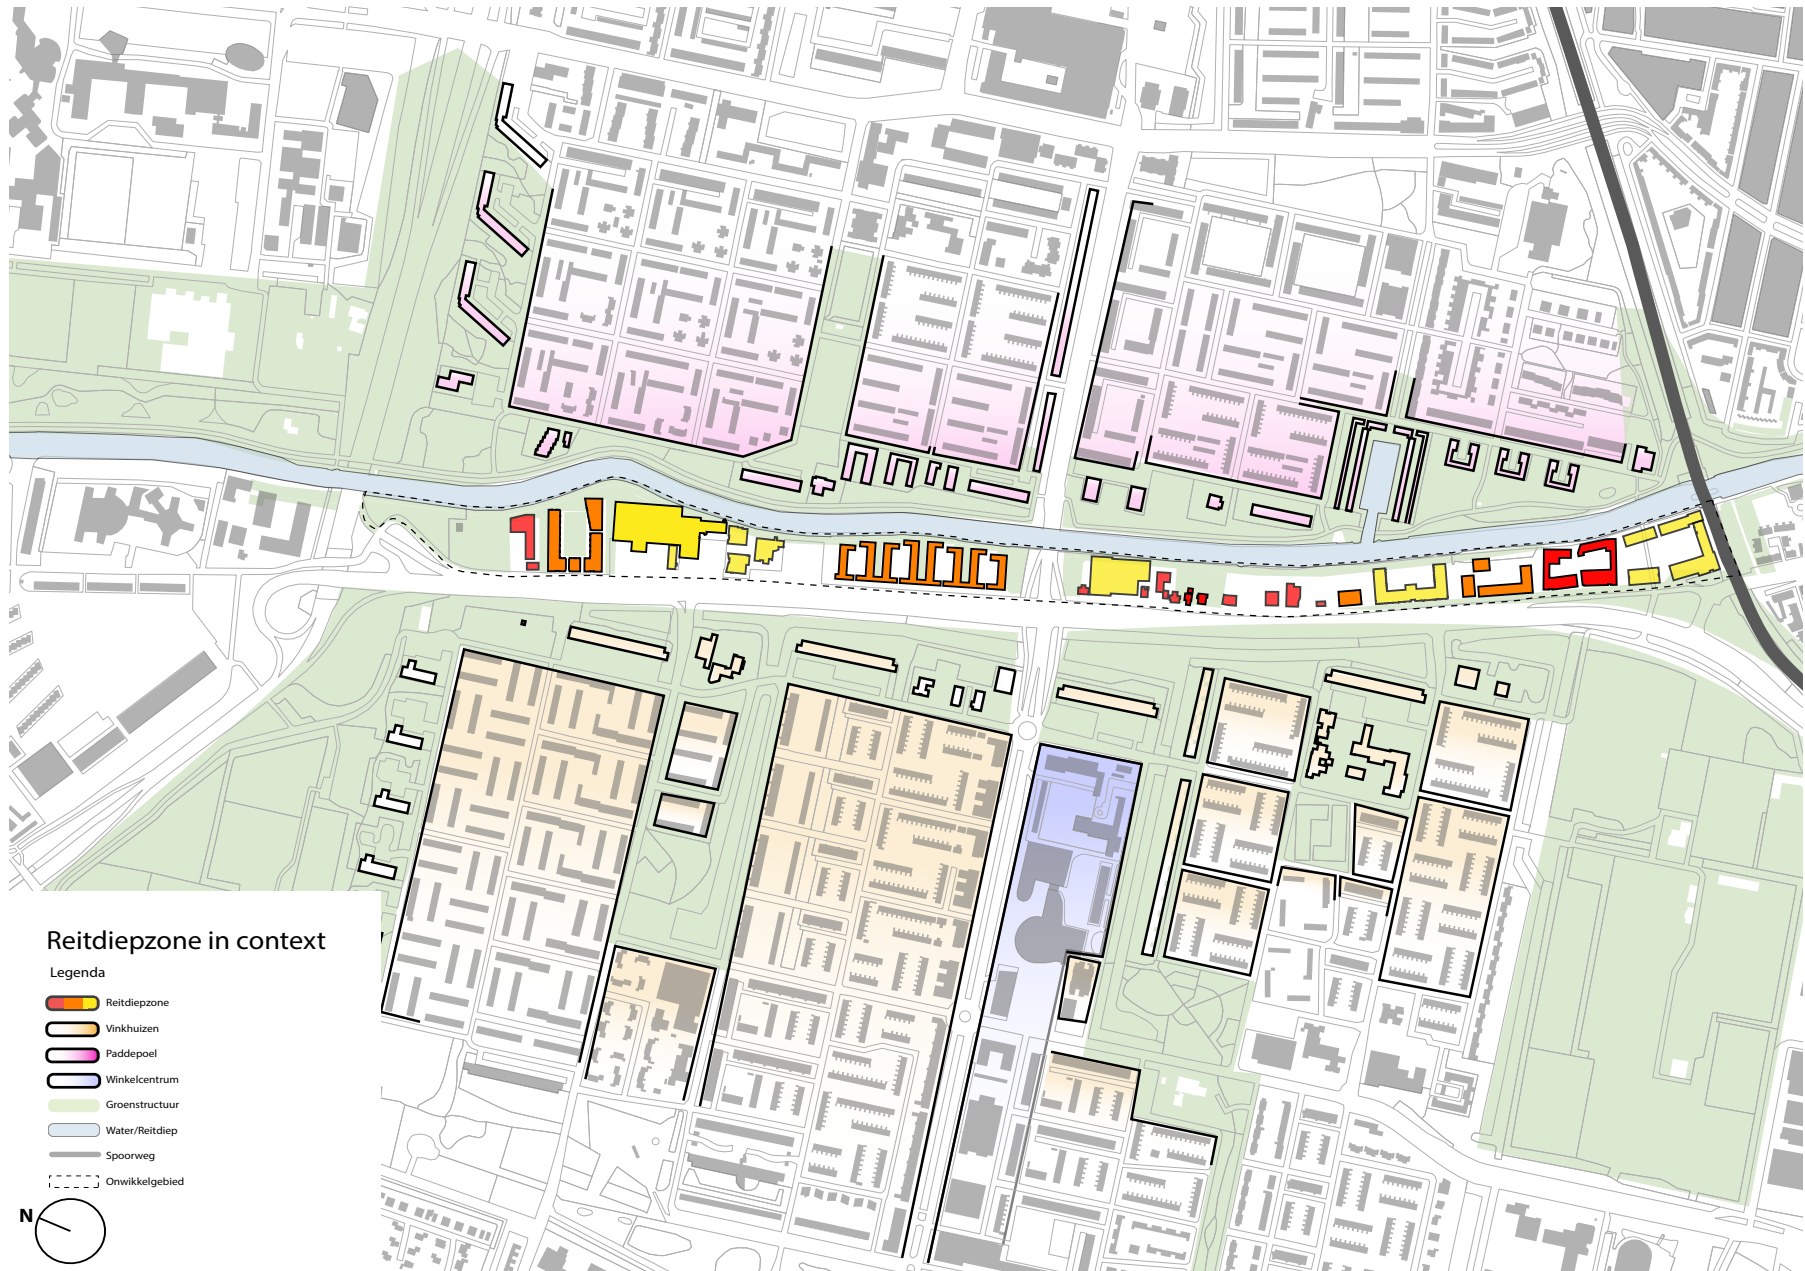 Reitdiepzone in context
Legenda
Reitdiepzone
Vinkhuizen
Paddepoel
Winkelcentrum
Groenstructuur
Water/Reitdiep
Spoorweg
Onwikkelgebied
N